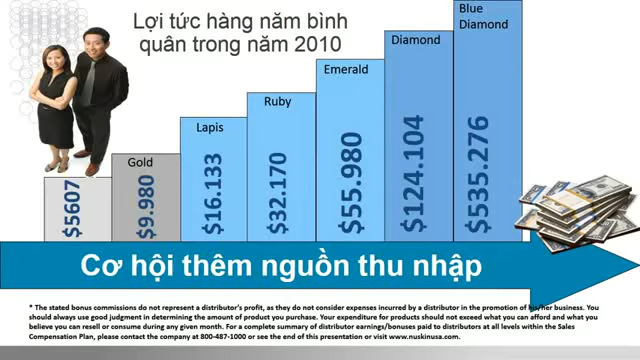 Lợi tức hàng năm bình
quân trong năm 2010
Blue
Diamond
Diamond
Emerald
Ruby
Lapis
Gold
$5607
$9.980
$16.133
$32.170
$55.980
$124.104
$535.276
Cơ hội thêm nguồn thu nhập
* The stated bonus commissions do not represent a distributor's profit, as they do not consider expenses incurred by a distributor in the promotion of his/her business. You
should always use good judgment in determining the amount of product you purchase. Your expenditure for products should not exceed what you can afford and what you
believe you can resell or consume during any given month. For a complete summary of distributor earnings/bonuses paid to distributors at all levels within the Sales
Compensation Plan, please contact the company at 800-487-1000 or see the end of this presentation or visit www.nuskinusa.com.